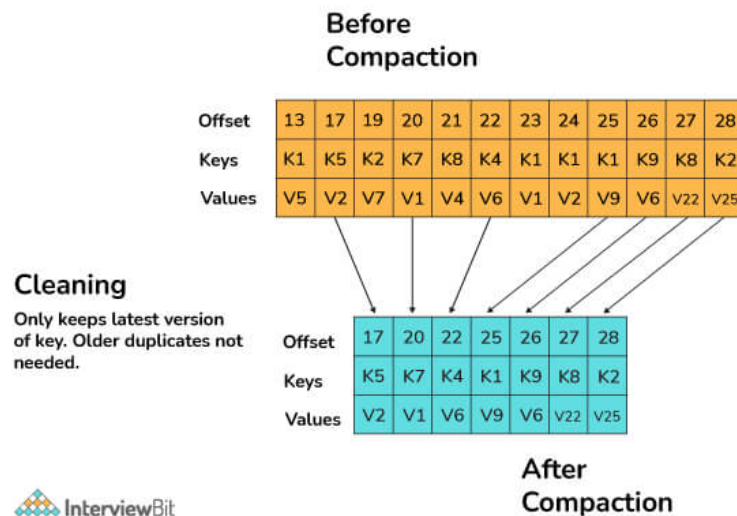 Before
Compaction
Offset 13 17 19 20 21 22 23 24 25 26 27 28
Keys K1 K5 K2 K7 K8 K4 K1 K1 K1 K9 K8 K2
Values V5 V2 V7 V1 V4 V6 V1 V2 V9 V6 V22 V25
Cleaning
Only keeps latest version
of key. Older duplicates not
needed.
Offset 17 20 22 25 26 27 28
Keys K5 K7 K4 K1 K9 K8 K2
Values V2 V1 V6 V9 V6 V22 V25
After
Compaction
InterviewBit